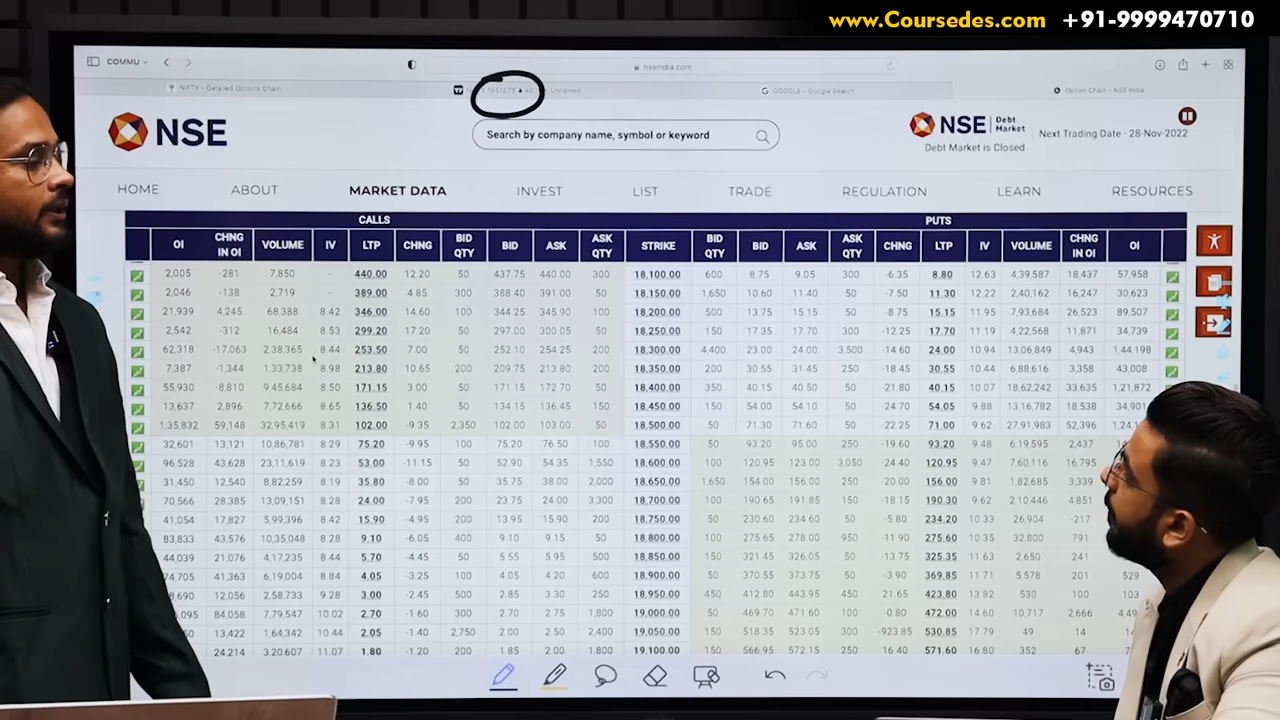 www.Coursedes.com +91-9999470710
COMMU
nseindia.com
NIFTY - Detailed Options Chain
Unnamed
GOOGLE - Google Search
Option Chain - NSE India
NSE
Search by company name, symbol or keyword
NSE Debt Market
Debt Market is Closed
Next Trading Date - 28-Nov-2022
HOME ABOUT MARKET DATA INVEST LIST TRADE REGULATION LEARN RESOURCES
CALLS PUTS
OI CHNG IN OI VOLUME IV LTP CHNG BID QTY BID ASK ASK QTY STRIKE BID QTY BID ASK ASK QTY CHNG LTP IV VOLUME CHNG IN OI OI
2,005 -281 7,850 - 440.00 12.20 50 437.75 440.00 300 18,100.00 600 8.75 9.05 300 -6.35 8.80 12.63 4,39,587 18,437 57,958
2,046 -138 2,719 - 389.00 4.85 300 388.40 391.00 50 18,150.00 1,650 10.60 11.40 50 -7.50 11.30 12.22 2,40,162 16,247 30,623
21,939 4,245 68,388 8.42 346.00 14.60 100 344.25 345.90 100 18,200.00 500 13.75 15.15 50 -8.75 15.15 11.95 7,93,684 26,523 89,507
2,542 -312 16,484 8.53 299.20 17.20 50 300.05 50 18,250.00 50 17.35 17.70 300 -12.25 17.70 11.19 4,22,568 11,871 34,739
62,318 -17,063 2,38,365 8.44 253.50 7.00 50 252.10 254.25 200 18,300.00 4,400 23.00 24.00 3,500 -14.60 24.00 10.94 13,06,849 4,943 1,44,198
7,387 -1,344 1,33,738 8.98 213.80 10.65 200 209.75 213.80 200 18,350.00 200 30.55 31.45 250 -18.45 30.55 10.44 6,88,616 3,358 43,008
55,930 -8,810 9,45,684 8.50 171.15 3.00 50 171.15 172.70 50 18,400.00 350 40.15 40.50 50 -21.80 40.15 10.07 18,62,242 33,635 1,21,872
13,637 2,896 7,72,666 8.65 136.50 1.40 50 134.15 136.45 150 18,450.00 150 54.00 54.10 50 -24.70 54.05 9.88 13,16,782 18,538 34,901
1,35,832 59,148 32,95,419 8.31 102.00 -9.35 2,350 102.00 103.00 50 18,500.00 50 71.30 71.60 50 -22.25 71.00 9.62 27,91,983 52,396
32,601 13,121 10,86,781 8.29 75.20 -9.95 100 75.20 76.50 100 18,550.00 50 93.20 95.00 250 -19.60 93.20 9.48 6,19,595 2,437
96,528 43,628 23,11,619 8.23 53.00 -11.15 50 52.90 54.35 1,550 18,600.00 100 120.95 123.00 3,050 -24.40 120.95 9.47 7,60,116 16,795
31,450 12,540 8,82,259 8.19 35.80 -8.00 50 35.75 38.00 2,000 18,650.00 1,650 154.00 156.00 250 -20.00 156.00 9.81 1,82,685 3,339
70,566 28,385 13,09,151 8.28 24.00 -7.95 200 23.75 24.00 3,300 18,700.00 100 190.65 191.85 150 -18.15 190.30 9.62 2,10,446 4,851
41,054 17,827 5,99,396 8.42 15.90 -4.95 200 13.95 15.90 200 18,750.00 50 230.60 234.60 50 -5.80 234.20 10.33 26,904 -217
83,833 43,576 10,35,048 8.28 9.10 -6.05 400 9.10 9.15 50 18,800.00 100 275.65 278.00 950 -11.90 275.60 10.35 32,800 791
44,039 21,076 4,17,235 8.44 5.70 -4.45 50 5.55 5.95 500 18,850.00 150 321.45 326.05 50 -13.75 325.35 11.63 2,650 241
74,705 41,363 6,19,004 8.84 4.05 -3.25 100 4.05 4.20 600 18,900.00 50 370.55 373.75 50 -3.90 369.85 11.71 5,578 201 529
12,076 2,58,733 9.28 3.00 -2.45 500 2.85 3.30 250 18,950.00 450 412.80 443.95 450 21.65 423.80 13.82 530 100 103
84,058 7,79,547 10.02 2.70 -1.60 300 2.70 2.75 1,800 19,000.00 50 469.70 471.60 100 -0.80 472.00 14.60 10,717 2,666
13,422 1,64,342 10.44 2.05 -1.40 2,750 2.00 2.50 2,400 19,050.00 150 518.35 523.05 300 -923.85 530.85 17.79 49 14
24,214 3,20,607 11.07 1.80 -1.20 200 1.85 2.00 1,800 19,100.00 150 566.95 572.15 250 16.40 571.60 16.80 352 67